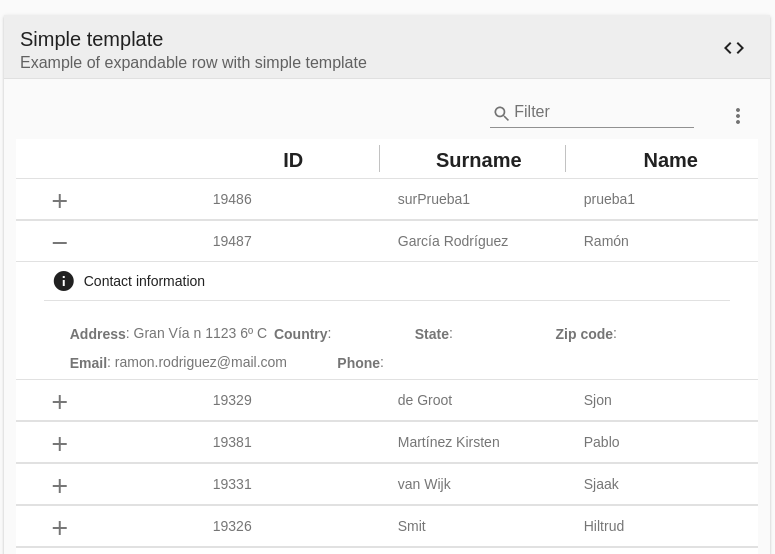 Simple template
Example of expandable row with simple template
Filter
ID Surname Name
19486 surPrueba1 prueba1
19487 García Rodríguez Ramón
Contact information
Address: Gran Vía n 1123 6º C Country: State: Zip code:
Email: ramon.rodriguez@mail.com Phone:
19329 de Groot Sjon
19381 Martínez Kirsten Pablo
19331 van Wijk Sjaak
19326 Smit Hiltrud